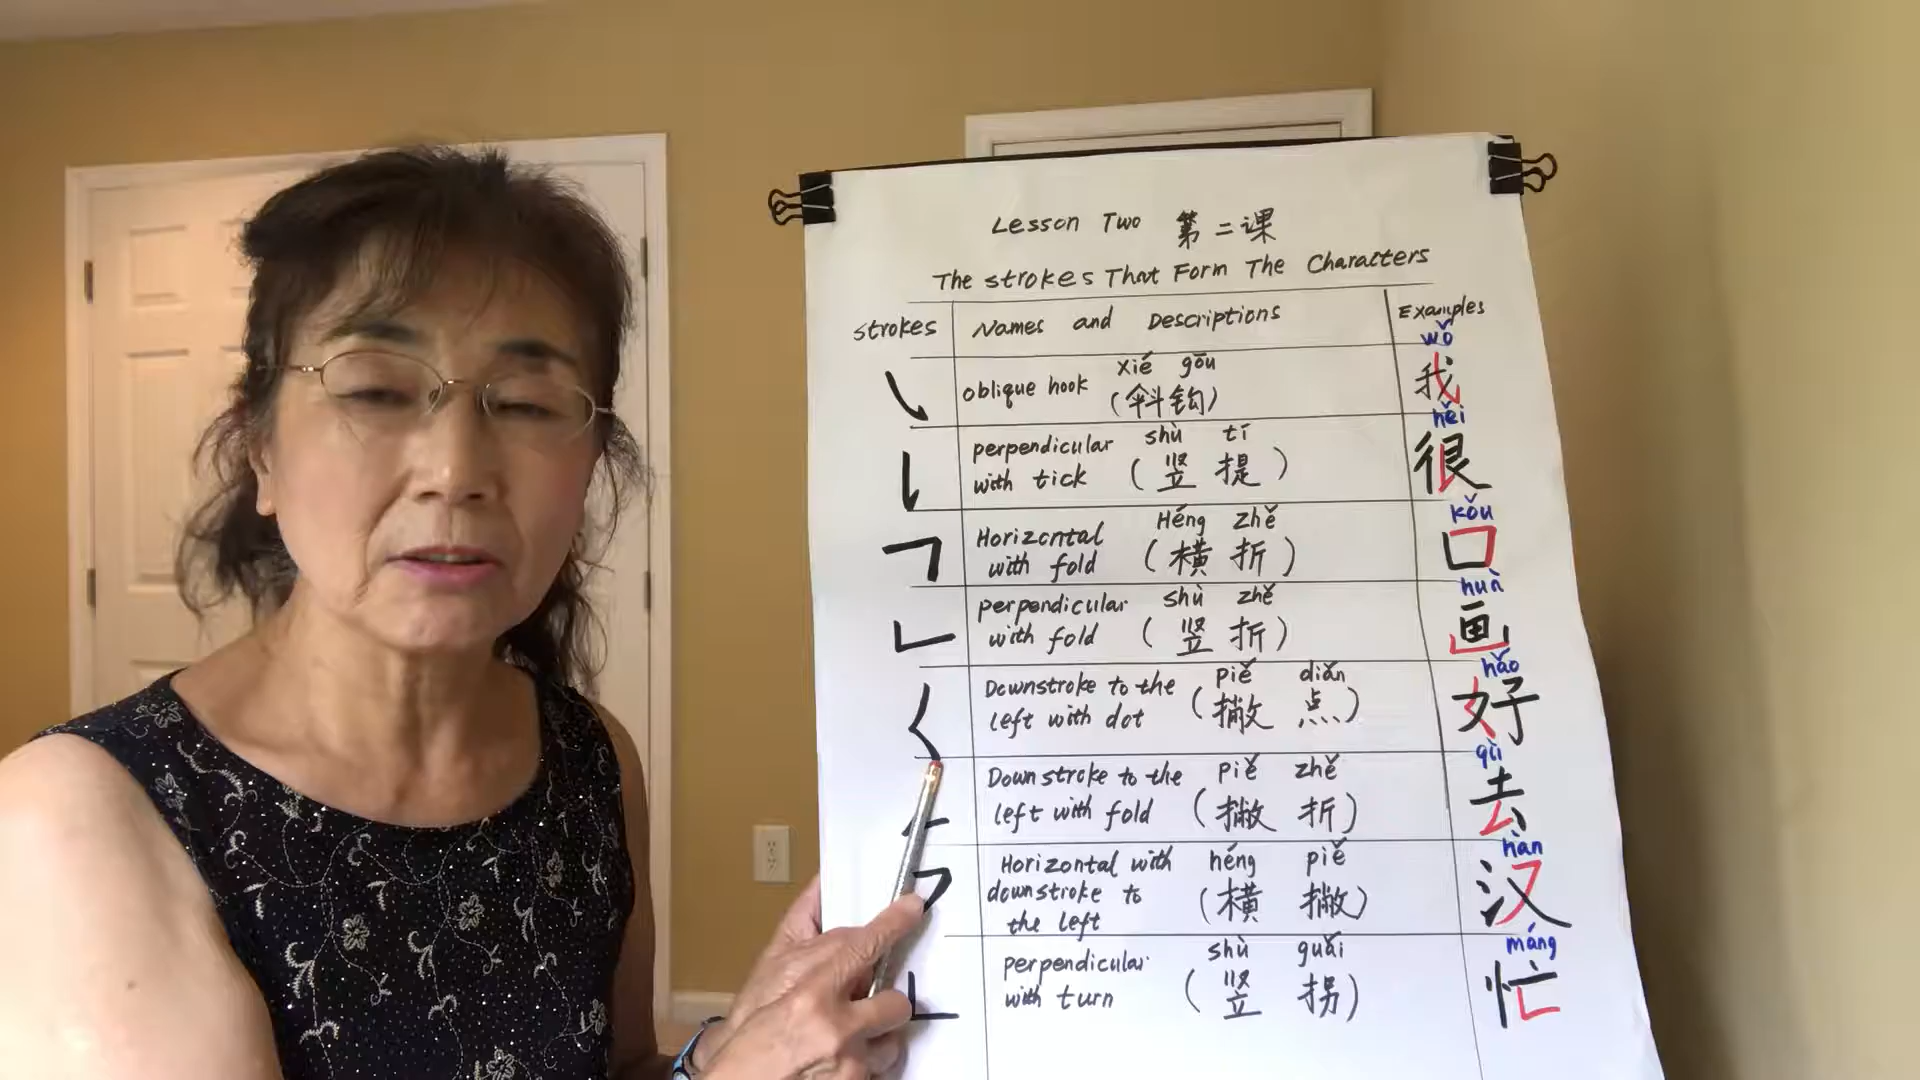 Lesson Two 第二课
The strokes That Form The Characters
strokes Names and Descriptions Examples
wǒ
xié gōu
oblique hook (斜钩) 我
hěi
perpendicular shù tí
with tick (竖提) 很
kǒu
Horizontal Héng zhě
with fold (横折) 口
huà
perpendicular shù zhě
with fold (竖折) 画
hǎo
Downstroke to the piě diǎn
left with dot (撇点) 好
qù
Downstroke to the piě zhě
left with fold (撇折) 去
hàn
Horizontal with héng piě
downstroke to (横撇) 汉
the left
máng
perpendicular shù guǎi
with turn (竖拐) 忙